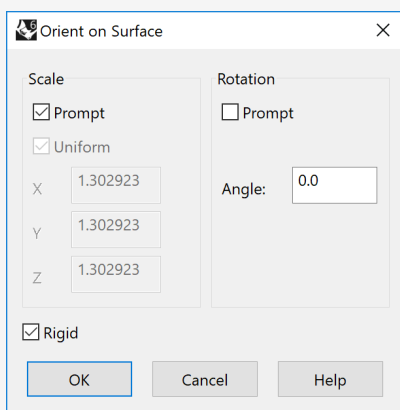 6 Orient on Surface
Scale
Rotation
Prompt
Prompt
Uniform
X 1.302923
Angle: 0.0
Y 1.302923
Z 1.302923
Rigid
OK Cancel Help